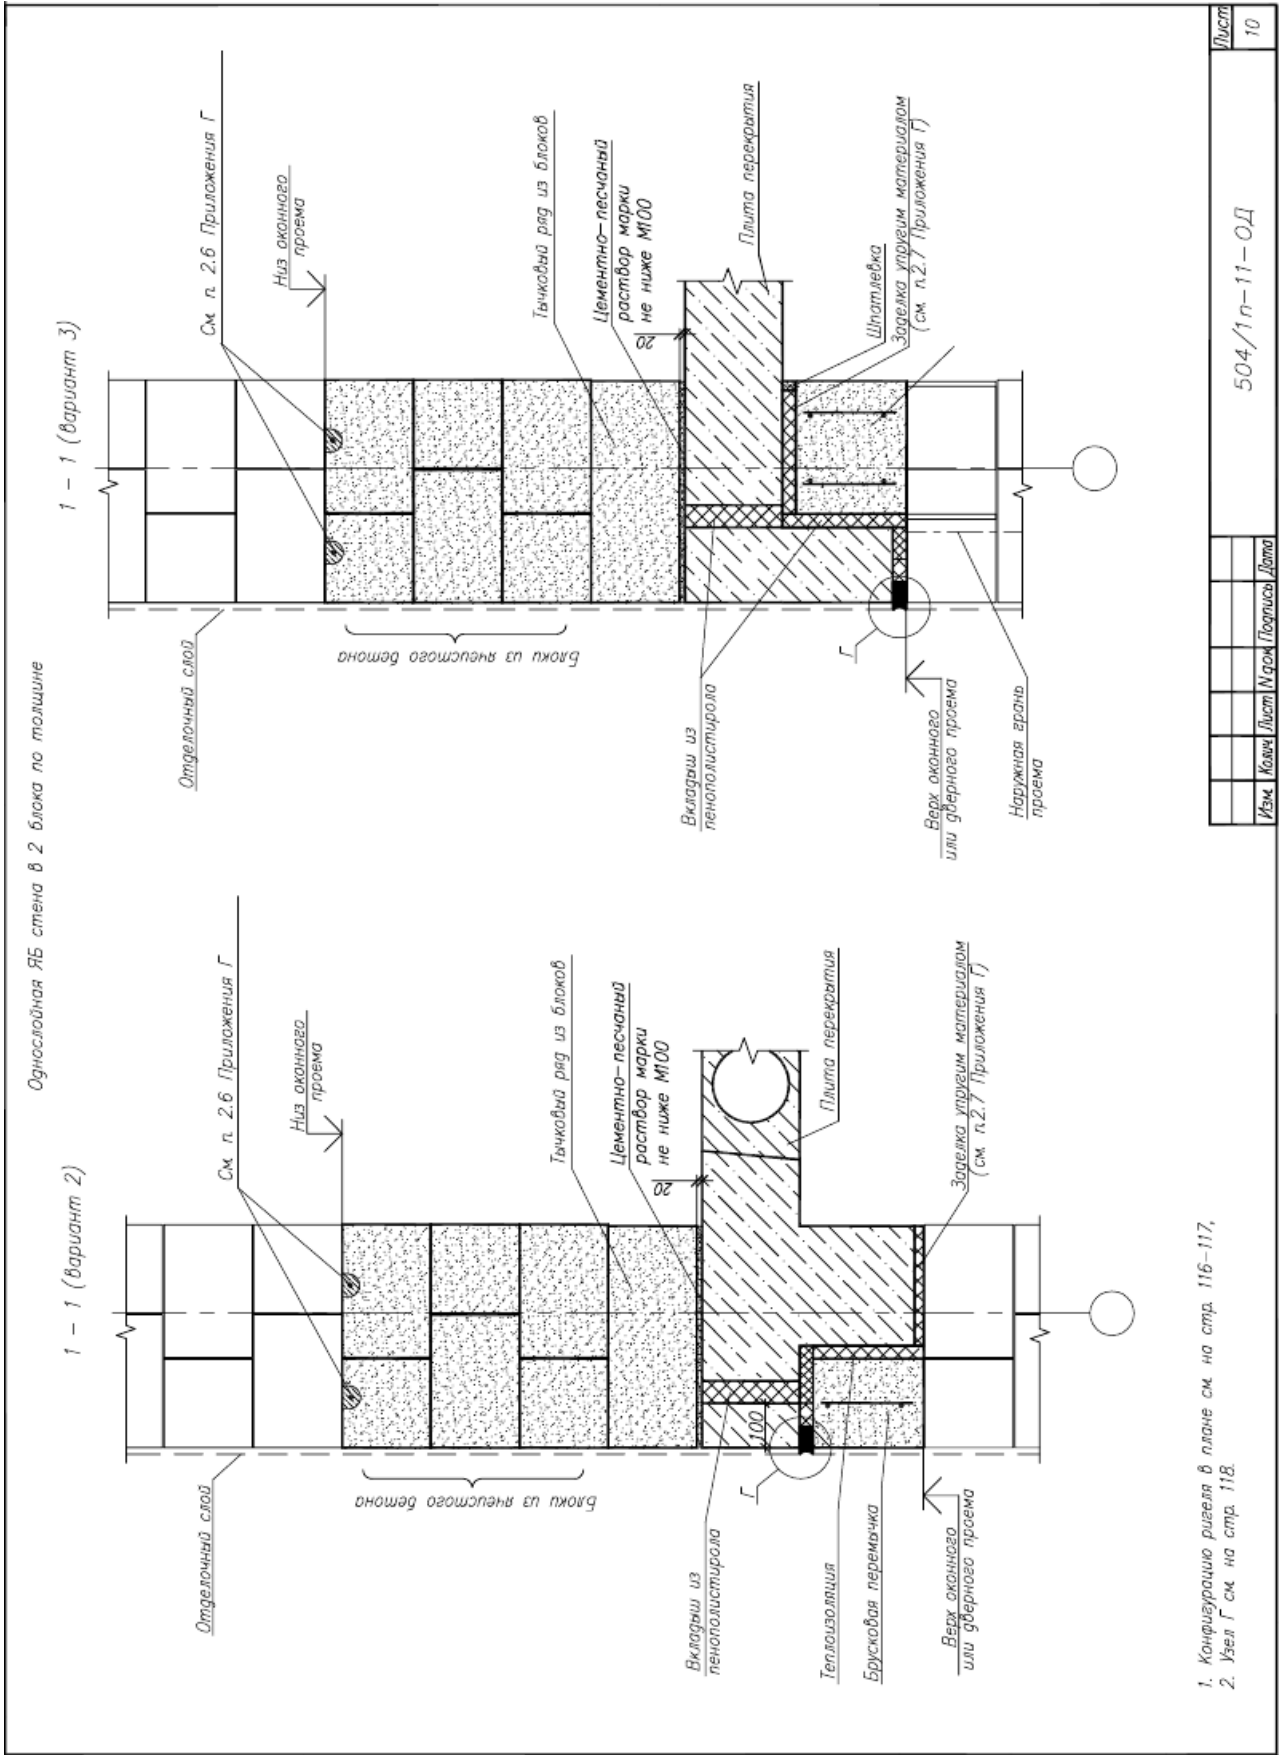 Однослойная ЯБ стена в 2 блока по толщине
1 - 1 (вариант 2)
Отделочный слой
См. п. 2.6 Приложения Г
Низ оконного
проема
Блоки из ячеистого бетона
Тычковый ряд из блоков
Цементно-песчаный
раствор марки
не ниже М100
20
Вкладыш из
пенополистирола
100
Г
Плита перекрытия
Теплоизоляция
Брусковая перемычка
Верх оконного
или дверного проема
Заделка упругим материалом
(см. п.2.7 Приложения Г)
1 - 1 (вариант 3)
Отделочный слой
См. п. 2.6 Приложения Г
Низ оконного
проема
Блоки из ячеистого бетона
Тычковый ряд из блоков
Цементно-песчаный
раствор марки
не ниже М100
20
Вкладыш из
пенополистирола
Г
Плита перекрытия
Шпатлевка
Заделка упругим материалом
(см. п.2.7 Приложения Г)
Верх оконного
или дверного проема
Наружная грань
проема
1. Конфигурацию ригеля в плане см. на стр. 116-117.
2. Узел Г см. на стр. 118.
Изм. Колич Лист N док Подпись Дата
504/1п-11-ОД
Лист
10